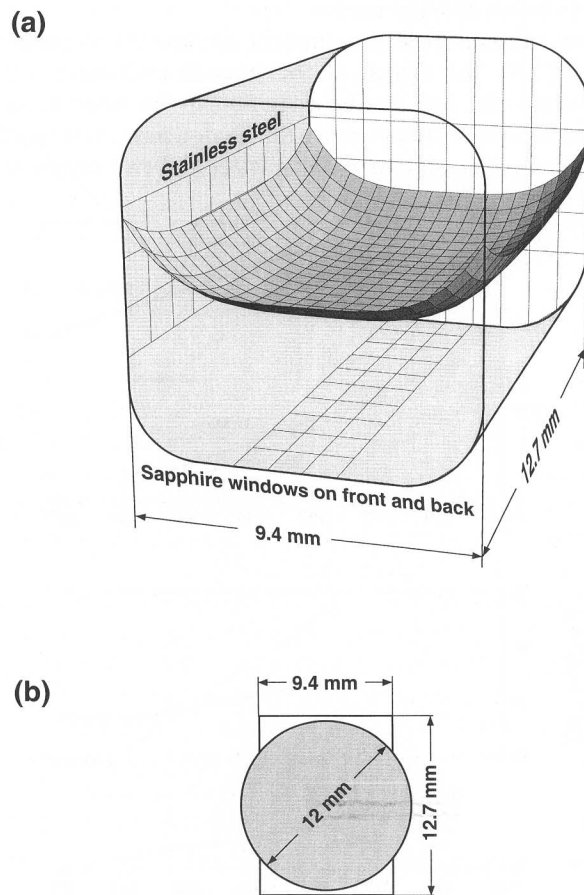 (a)
Stainless steel
Sapphire windows on front and back
9.4 mm
12.7 mm
(b)
9.4 mm
12 mm
12.7 mm